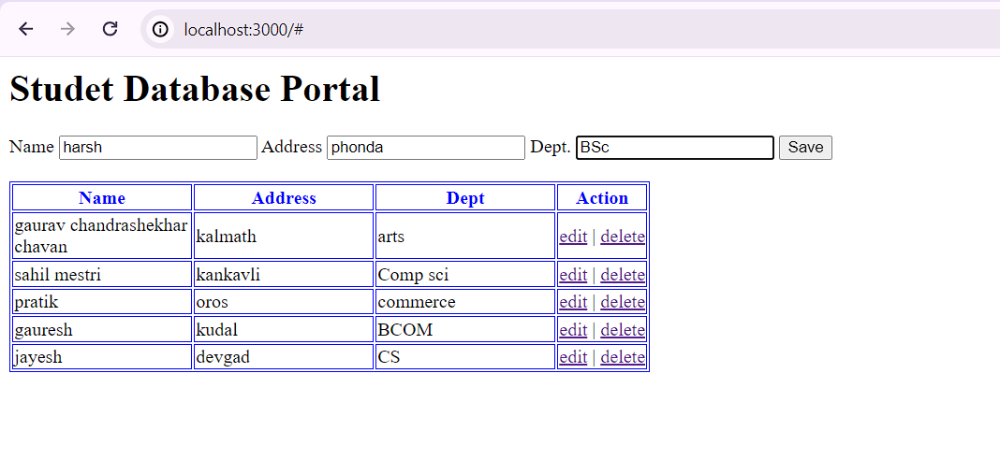 localhost:3000/#
Studet Database Portal
Name harsh Address phonda Dept. BSc Save
Name Address Dept Action
gaurav chandrashekhar
chavan kalmath arts edit | delete
sahil mestri kankavli Comp sci edit | delete
pratik oros commerce edit | delete
gauresh kudal BCOM edit | delete
jayesh devgad CS edit | delete